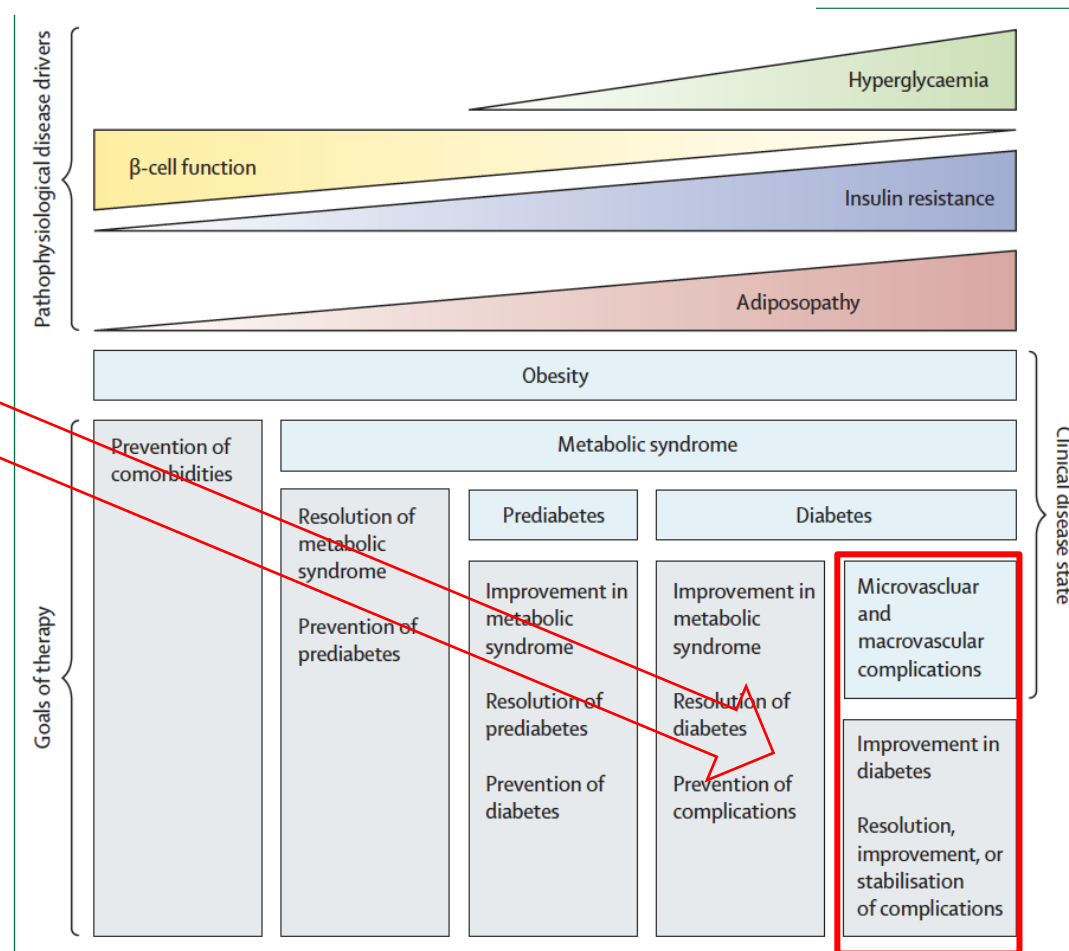 Pathophysiological disease drivers
Hyperglycaemia
β-cell function
Insulin resistance
Adiposopathy
Obesity
Clinical disease state
Goals of therapy
Prevention of
comorbidities
Metabolic syndrome
Resolution of
metabolic
syndrome
Prevention of
prediabetes
Prediabetes
Diabetes
Improvement in
metabolic
syndrome
Resolution of
prediabetes
Prevention of
diabetes
Improvement in
metabolic
syndrome
Resolution of
diabetes
Prevention of
complications
Microvascluar
and
macrovascular
complications
Improvement in
diabetes
Resolution,
improvement, or
stabilisation
of complications